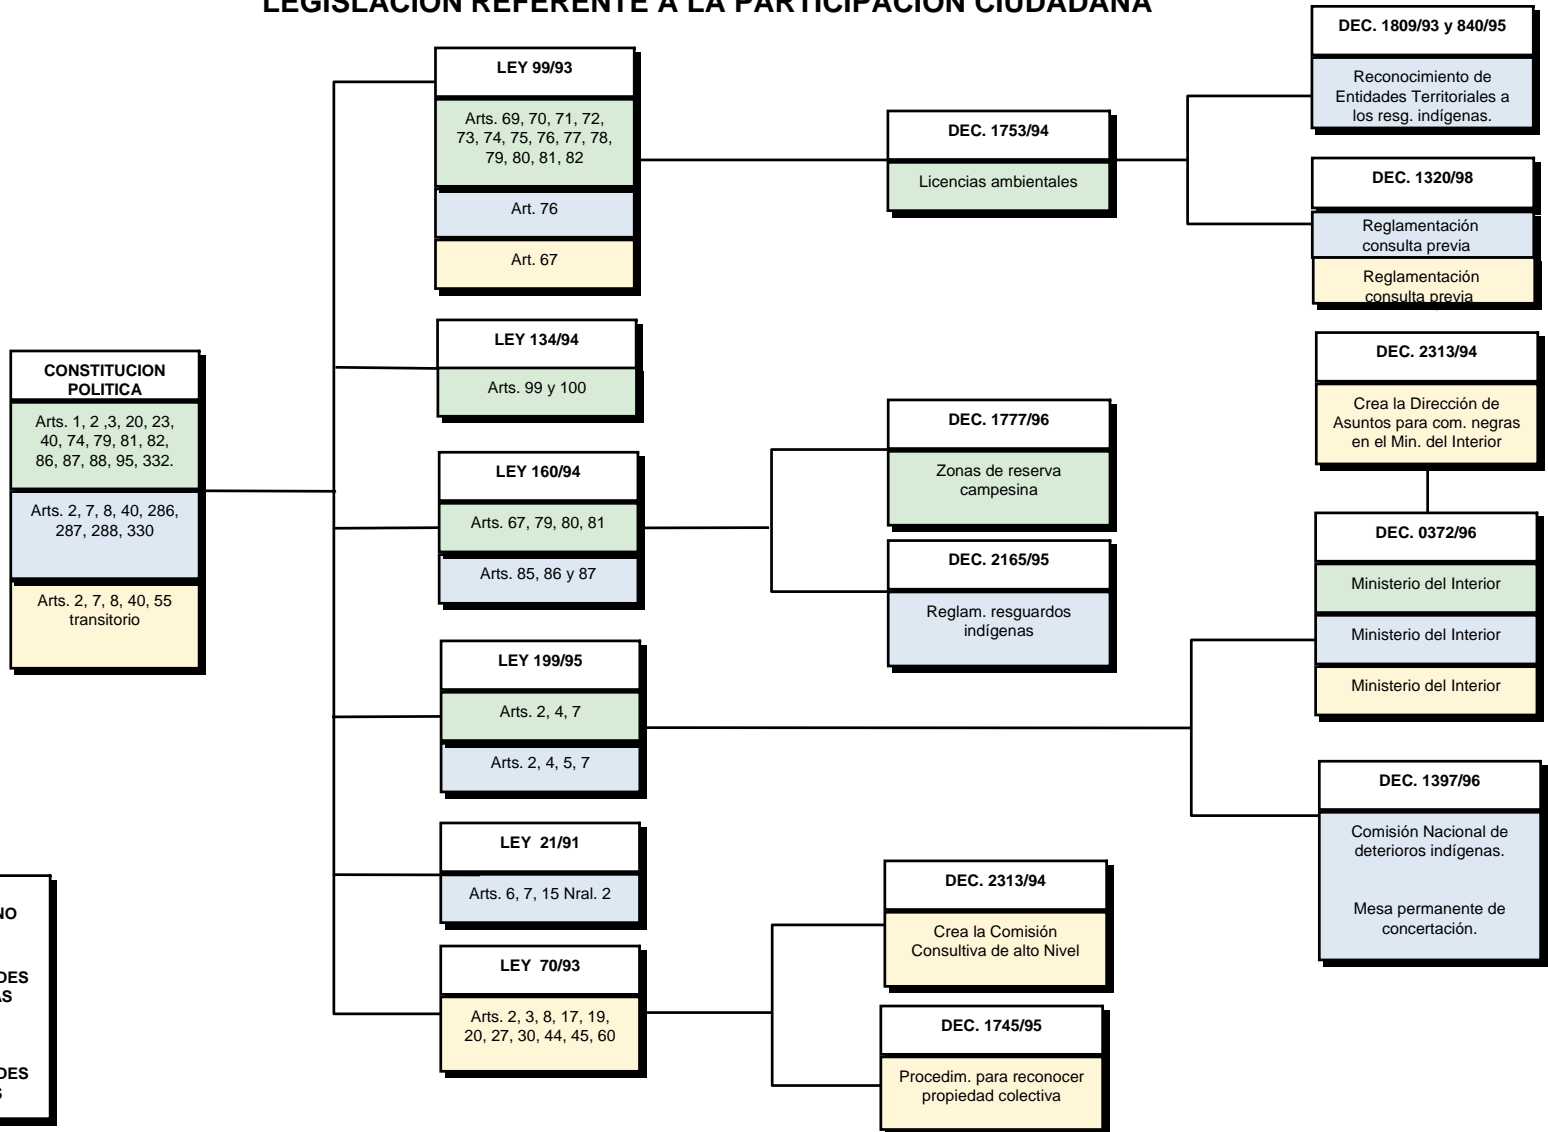 LEGISLACION REFERENTE A LA PARTICIPACION CIUDADANA
CONSTITUCION
POLITICA
Arts. 1, 2 ,3, 20, 23,
40, 74, 79, 81, 82,
86, 87, 88, 95, 332.
Arts. 2, 7, 8, 40, 286,
287, 288, 330
Arts. 2, 7, 8, 40, 55
transitorio
LEY 99/93
Arts. 69, 70, 71, 72,
73, 74, 75, 76, 77, 78,
79, 80, 81, 82
Art. 76
Art. 67
LEY 134/94
Arts. 99 y 100
LEY 160/94
Arts. 67, 79, 80, 81
Arts. 85, 86 y 87
LEY 199/95
Arts. 2, 4, 7
Arts. 2, 4, 5, 7
LEY 21/91
Arts. 6, 7, 15 Nral. 2
LEY 70/93
Arts. 2, 3, 8, 17, 19,
20, 27, 30, 44, 45, 60
DEC. 1753/94
Licencias ambientales
DEC. 1777/96
Zonas de reserva
campesina
DEC. 2165/95
Reglam. resguardos
indígenas
DEC. 2313/94
Crea la Comisión
Consultiva de alto Nivel
DEC. 1745/95
Procedim. para reconocer
propiedad colectiva
DEC. 1809/93 y 840/95
Reconocimiento de
Entidades Territoriales a
los resg. indígenas.
DEC. 1320/98
Reglamentación
consulta previa
Reglamentación
consulta previa
DEC. 2313/94
Crea la Dirección de
Asuntos para com. negras
en el Min. del Interior
DEC. 0372/96
Ministerio del Interior
Ministerio del Interior
Ministerio del Interior
DEC. 1397/96
Comisión Nacional de
deterioros indígenas.
Mesa permanente de
concertación.